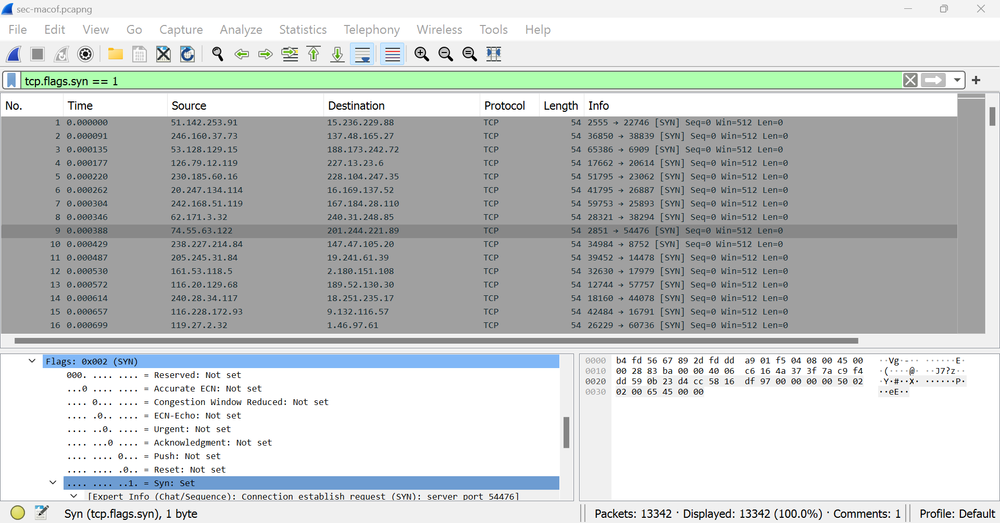 sec-macof.pcapng
File Edit View Go Capture Analyze Statistics Telephony Wireless Tools Help
tcp.flags.syn == 1
No. Time Source Destination Protocol Length Info
1 0.000000 51.142.253.91 15.236.229.88 TCP 54 2555 → 22746 [SYN] Seq=0 Win=512 Len=0
2 0.000091 246.160.37.73 137.48.165.27 TCP 54 36850 → 38839 [SYN] Seq=0 Win=512 Len=0
3 0.000135 53.128.129.15 188.173.242.72 TCP 54 65386 → 6909 [SYN] Seq=0 Win=512 Len=0
4 0.000177 126.79.12.119 227.13.23.6 TCP 54 17662 → 20614 [SYN] Seq=0 Win=512 Len=0
5 0.000220 230.185.60.16 228.104.247.35 TCP 54 51795 → 23062 [SYN] Seq=0 Win=512 Len=0
6 0.000262 20.247.134.114 16.169.137.52 TCP 54 41795 → 26887 [SYN] Seq=0 Win=512 Len=0
7 0.000304 242.168.51.119 167.184.28.110 TCP 54 59753 → 25893 [SYN] Seq=0 Win=512 Len=0
8 0.000346 62.171.3.32 240.31.248.85 TCP 54 28321 → 38294 [SYN] Seq=0 Win=512 Len=0
9 0.000388 74.55.63.122 201.244.221.89 TCP 54 2851 → 54476 [SYN] Seq=0 Win=512 Len=0
10 0.000429 238.227.214.84 147.47.105.20 TCP 54 34984 → 8752 [SYN] Seq=0 Win=512 Len=0
11 0.000487 205.245.31.84 19.241.61.39 TCP 54 39452 → 14478 [SYN] Seq=0 Win=512 Len=0
12 0.000530 161.53.118.5 2.180.151.108 TCP 54 32630 → 17979 [SYN] Seq=0 Win=512 Len=0
13 0.000572 116.20.129.68 189.52.130.30 TCP 54 12744 → 57757 [SYN] Seq=0 Win=512 Len=0
14 0.000614 240.28.34.117 18.251.235.17 TCP 54 18160 → 44078 [SYN] Seq=0 Win=512 Len=0
15 0.000657 116.228.172.93 9.132.116.57 TCP 54 42484 → 16791 [SYN] Seq=0 Win=512 Len=0
16 0.000699 119.27.2.32 1.46.97.61 TCP 54 26229 → 60736 [SYN] Seq=0 Win=512 Len=0
Flags: 0x002 (SYN)
000. .... .... = Reserved: Not set
...0 .... .... = Accurate ECN: Not set
.... 0... .... = Congestion Window Reduced: Not set
.... .0.. .... = ECN-Echo: Not set
.... ..0. .... = Urgent: Not set
.... ...0 .... = Acknowledgment: Not set
.... .... 0... = Push: Not set
.... .... .0.. = Reset: Not set
.... .... ..1. = Syn: Set
[Expert Info (Chat/Sequence): Connection establish request (SYN): server port 54476]
0000 b4 fd 56 67 89 2d fd dd a9 01 f5 04 08 00 45 00 ··Vg·-·· ······E·
0010 00 28 83 ba 00 00 40 06 c6 16 4a 37 3f 7a c9 f4 ·(····@· ··J7?z··
0020 dd 59 0b 23 d4 cc 58 16 df 97 00 00 00 00 50 02 ·Y·#··X· ······P·
0030 02 00 65 45 00 00 ··eE··
Syn (tcp.flags.syn), 1 byte
Packets: 13342 · Displayed: 13342 (100.0%) · Comments: 1
Profile: Default